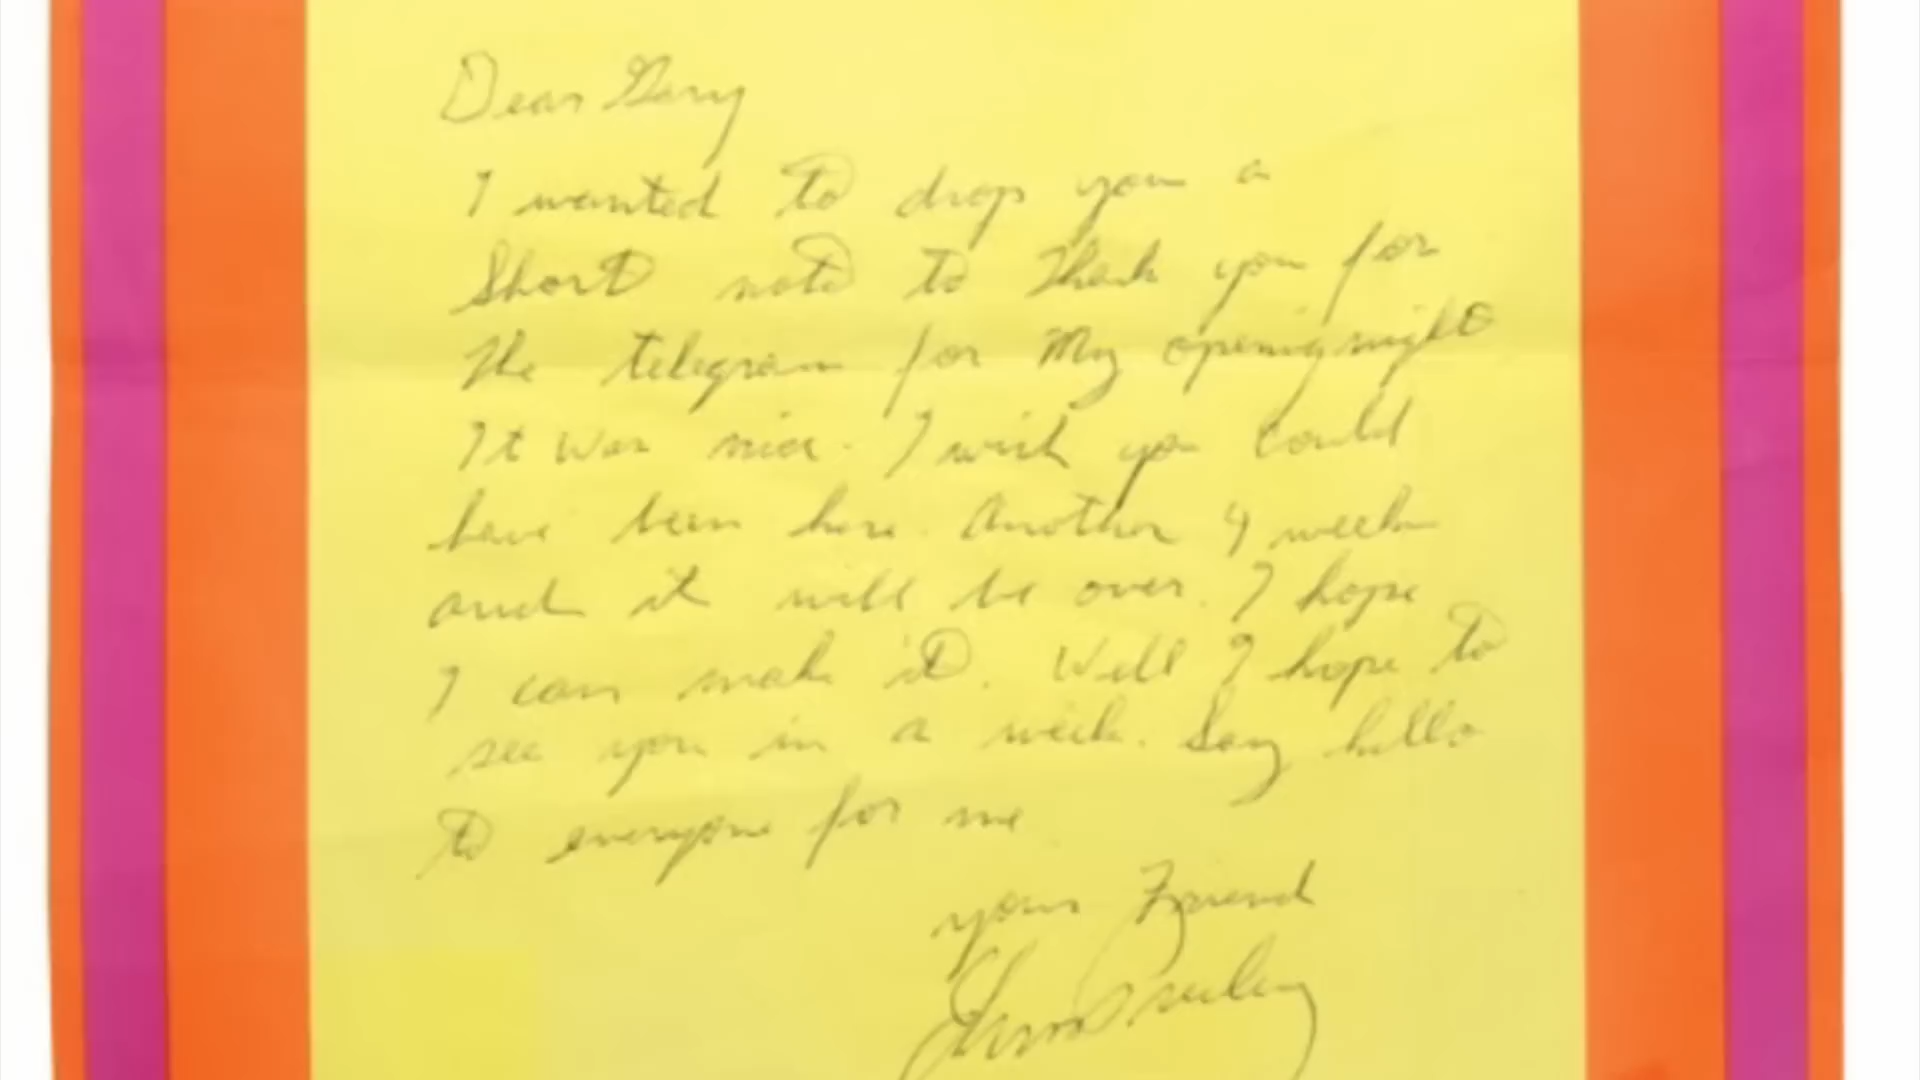 Dear Gary
I wanted to drop you a
Short note to Thank you for
the telegram for My opening night
It was nice. I wish you could
have been here. Another 4 week
and it will be over. I hope
I can make it. Well I hope to
see you in a week. Say hello
to everyone for me
your Friend
Elvis Presley